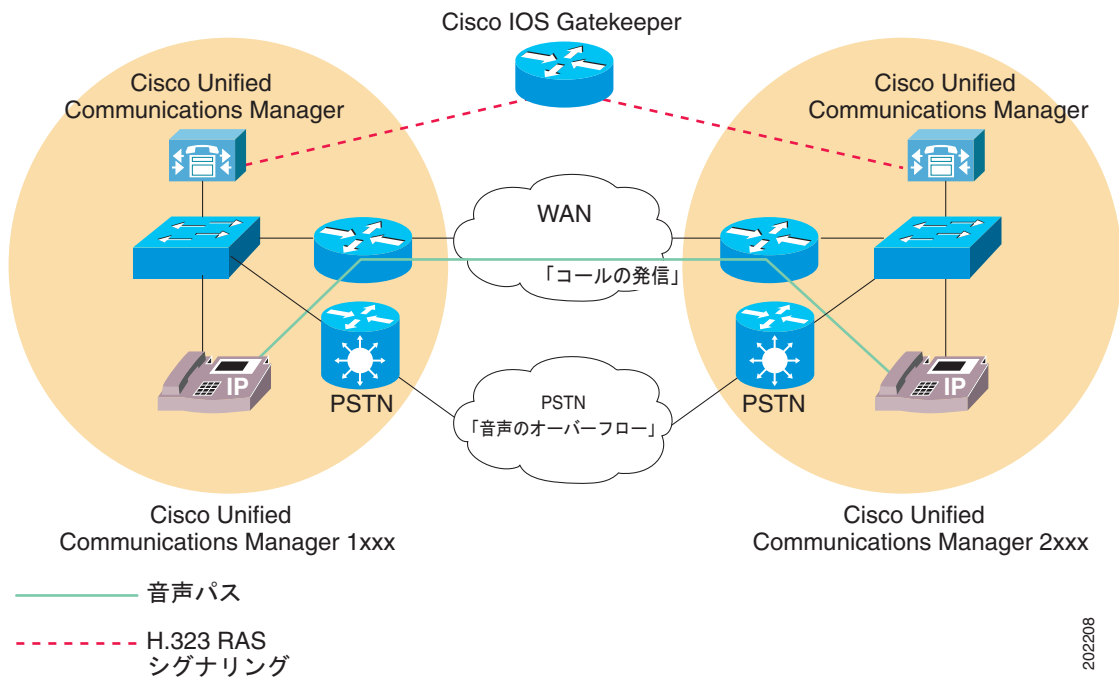 Cisco IOS Gatekeeper
Cisco Unified
Communications Manager
Cisco Unified
Communications Manager
WAN
「コールの発信」
IP
PSTN
PSTN
「音声のオーバーフロー」
PSTN
IP
Cisco Unified
Communications Manager 1xxx
Cisco Unified
Communications Manager 2xxx
音声パス
H.323 RAS
シグナリング
202208